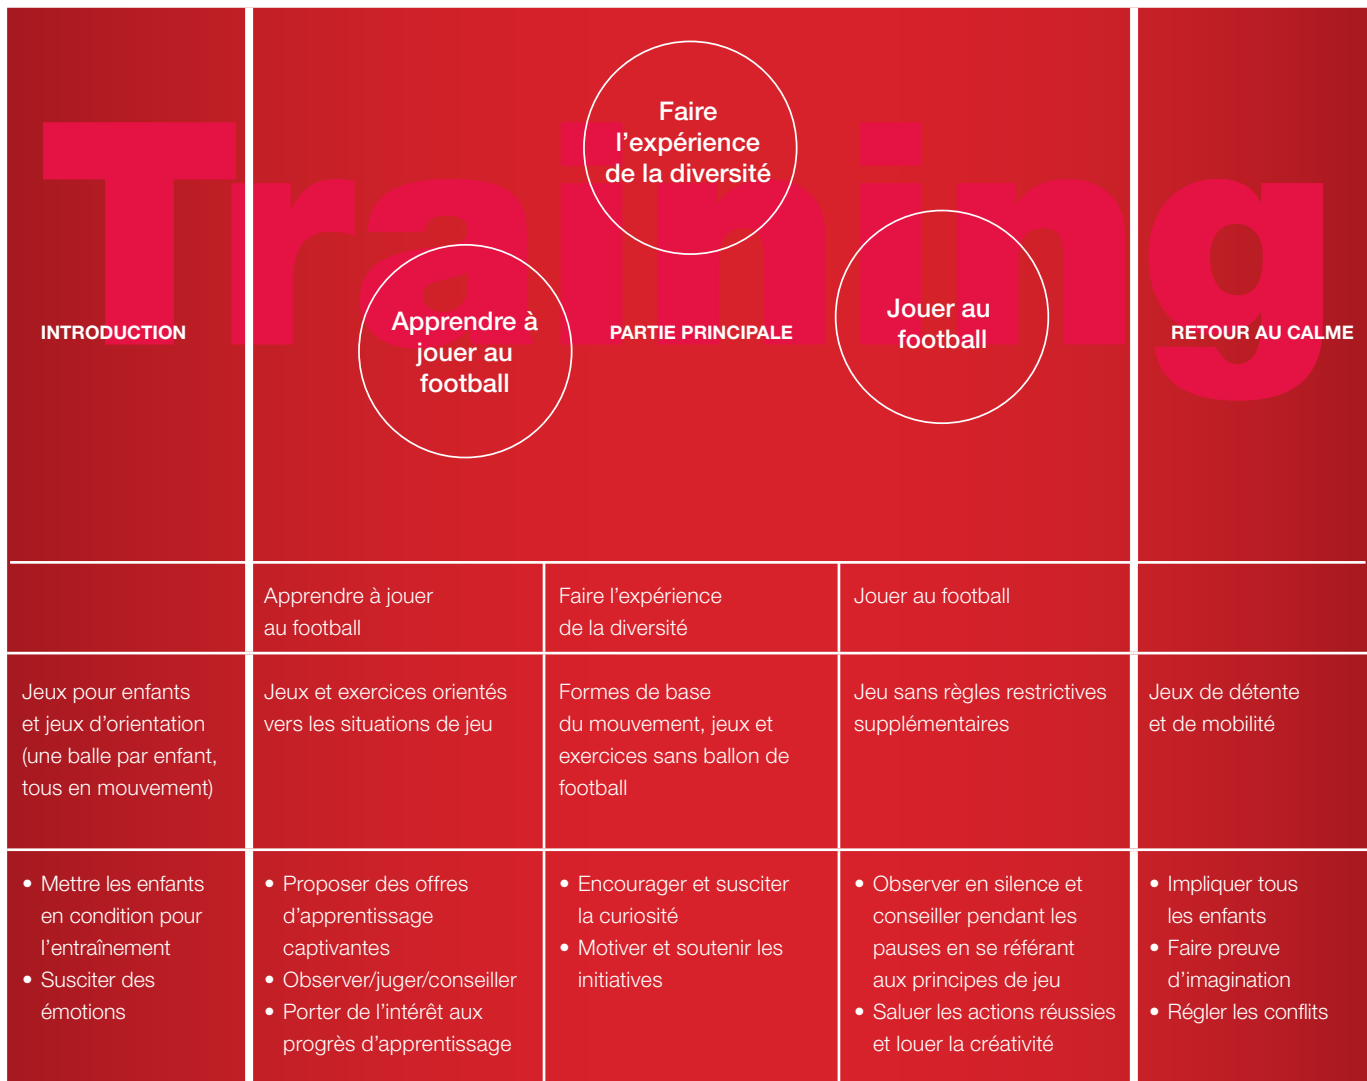 Training
Faire
l’expérience
de la diversité
Apprendre à
jouer au
football
Jouer au
football
INTRODUCTION
PARTIE PRINCIPALE
RETOUR AU CALME
Apprendre à jouer
au football
Faire l’expérience
de la diversité
Jouer au football
Jeux pour enfants
et jeux d’orientation
(une balle par enfant,
tous en mouvement)
Jeux et exercices orientés
vers les situations de jeu
Formes de base
du mouvement, jeux et
exercices sans ballon de
football
Jeu sans règles restrictives
supplémentaires
Jeux de détente
et de mobilité
• Mettre les enfants
en condition pour
l’entraînement
• Susciter des
émotions
• Proposer des offres
d’apprentissage
captivantes
• Observer/juger/conseiller
• Porter de l’intérêt aux
progrès d’apprentissage
• Encourager et susciter
la curiosité
• Motiver et soutenir les
initiatives
• Observer en silence et
conseiller pendant les
pauses en se référant
aux principes de jeu
• Saluer les actions réussies
et louer la créativité
• Impliquer tous
les enfants
• Faire preuve
d’imagination
• Régler les conflits